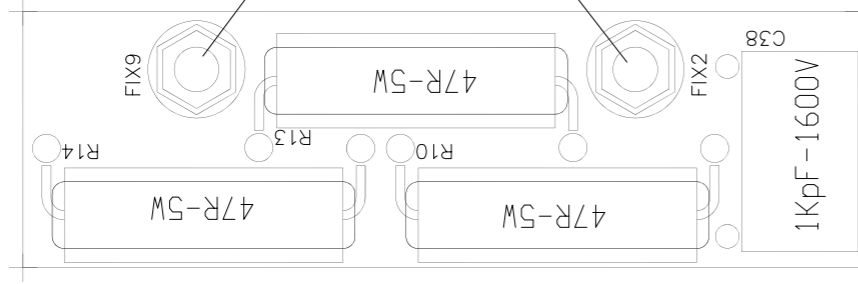 C38
FIX9
47R-5W
FIX2
1KpF-1600V
R13
R14
R10
47R-5W
47R-5W